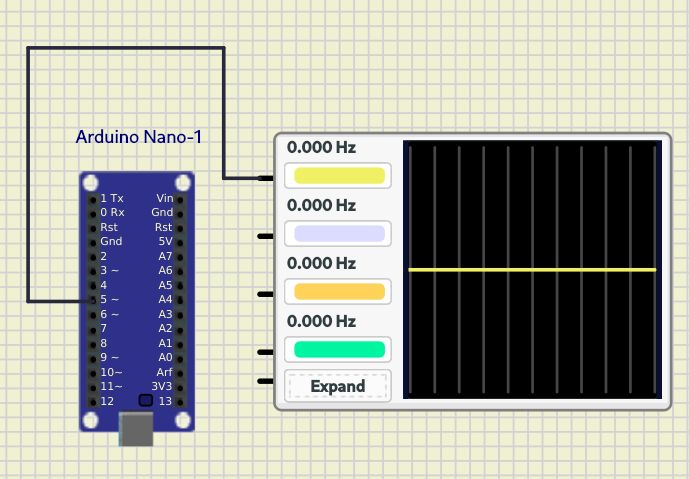 Arduino Nano-1
1 Tx Vin
0 Rx Gnd
Rst Rst
Gnd 5V
2 A7
3 ~ A6
4 A5
5 ~ A4
6 ~ A3
7 A2
8 A1
9 ~ A0
10~ Arf
11~ 3V3
12 13
0.000 Hz
0.000 Hz
0.000 Hz
0.000 Hz
Expand